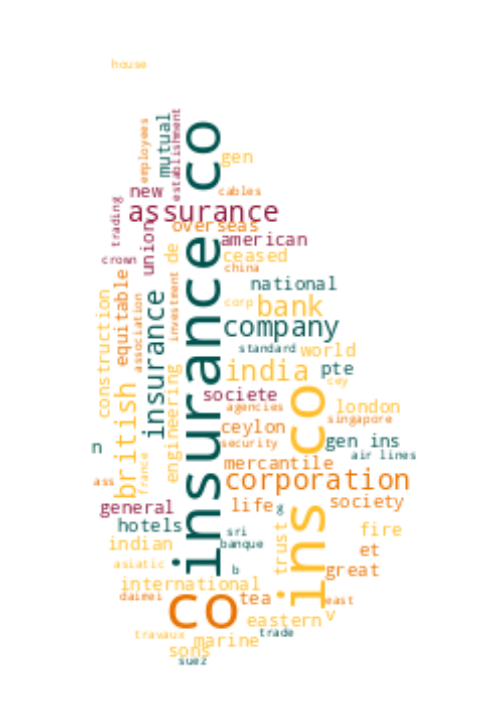 house
insurance co
mutual
establishment
employees
gen
cables
new
assurance
trading
overseas
union
american
crown
de
ceased
china
national
equitable
association
investment
construction
insurance
corp
bank
company
standard
world
india
pte
cey
societe
british
engineering
agencies
london
singapore
ins co
ceylon
security
gen ins
n
france
mercantile
air lines
ass
corporation
general
life
g
society
hotels
sri
trust
fire
indian
banque
et
asiatic
b
great
international
daimei
co
tea
east
eastern
v
travaux
marine
trade
sons
suez